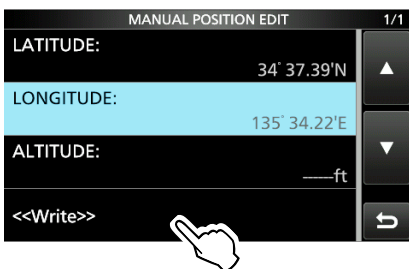 MANUAL POSITION EDIT 1/1
LATITUDE:
34° 37.39'N
LONGITUDE:
135° 34.22'E
ALTITUDE:
------ft
<<Write>>